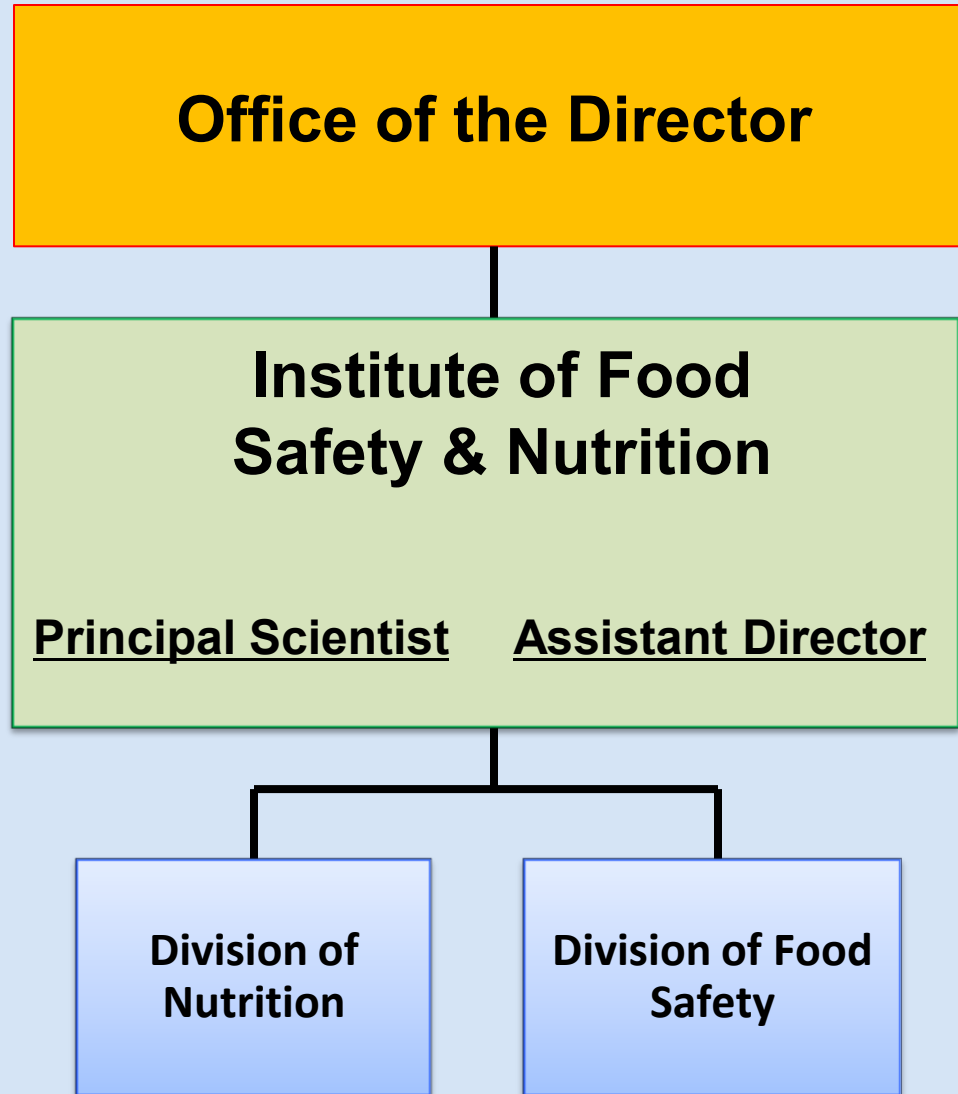 Office of the Director
Institute of Food
Safety & Nutrition
Principal Scientist Assistant Director
Division of
Nutrition
Division of Food
Safety